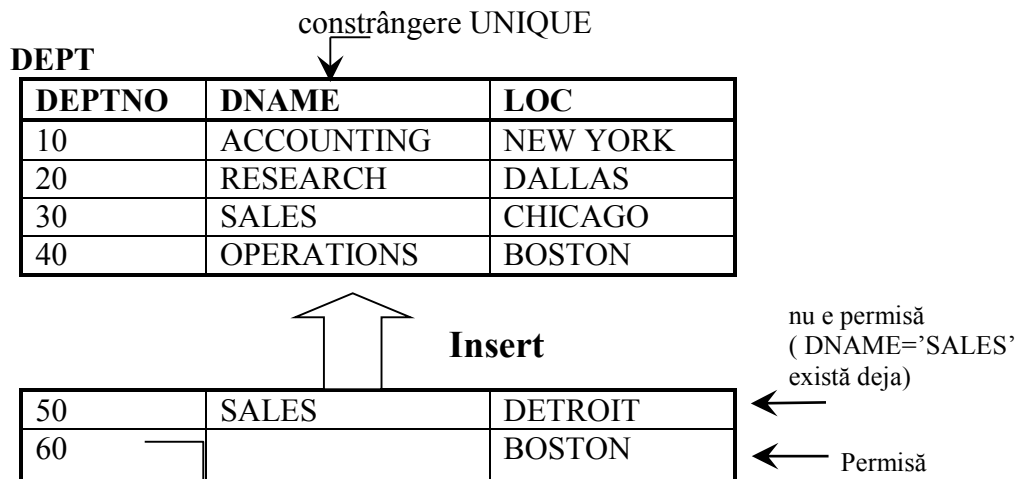 constrângere UNIQUE
DEPT
DEPTNO DNAME LOC
10 ACCOUNTING NEW YORK
20 RESEARCH DALLAS
30 SALES CHICAGO
40 OPERATIONS BOSTON
Insert
nu e permisă
( DNAME=’SALES’
există deja)
50 SALES DETROIT
60 BOSTON
Permisă